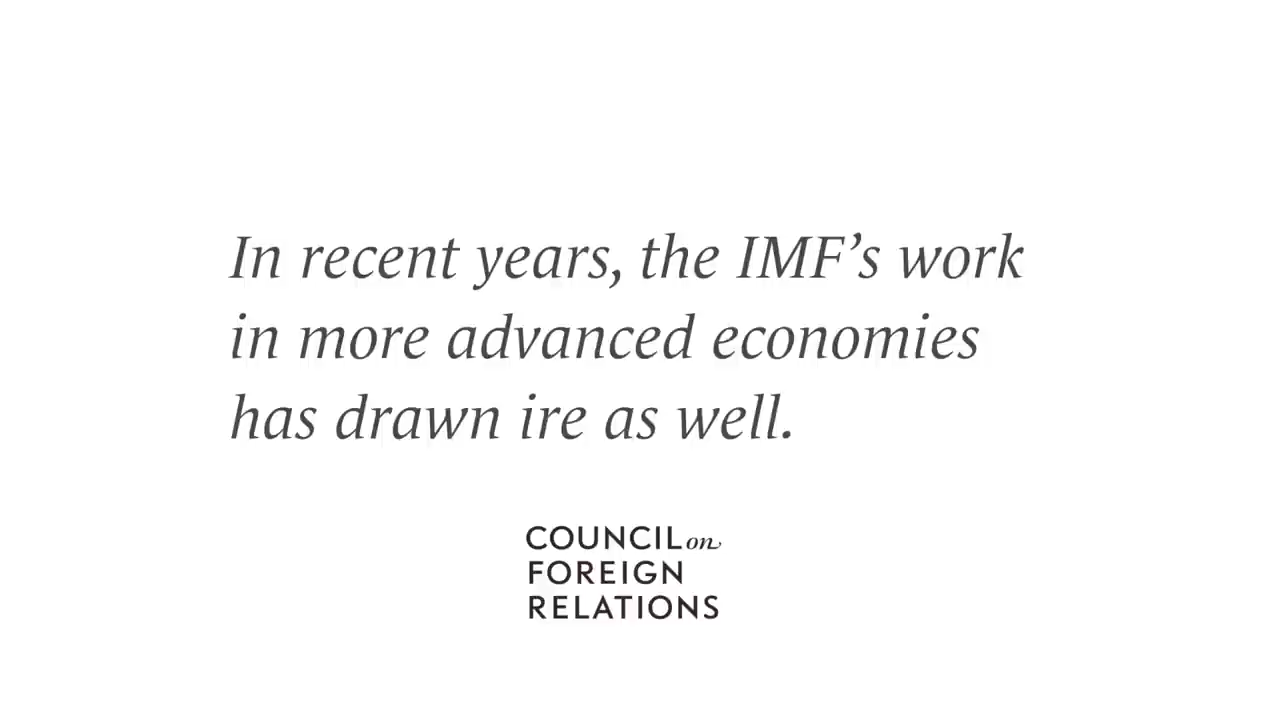 In recent years, the IMF’s work
in more advanced economies
has drawn ire as well.
COUNCIL on
FOREIGN
RELATIONS